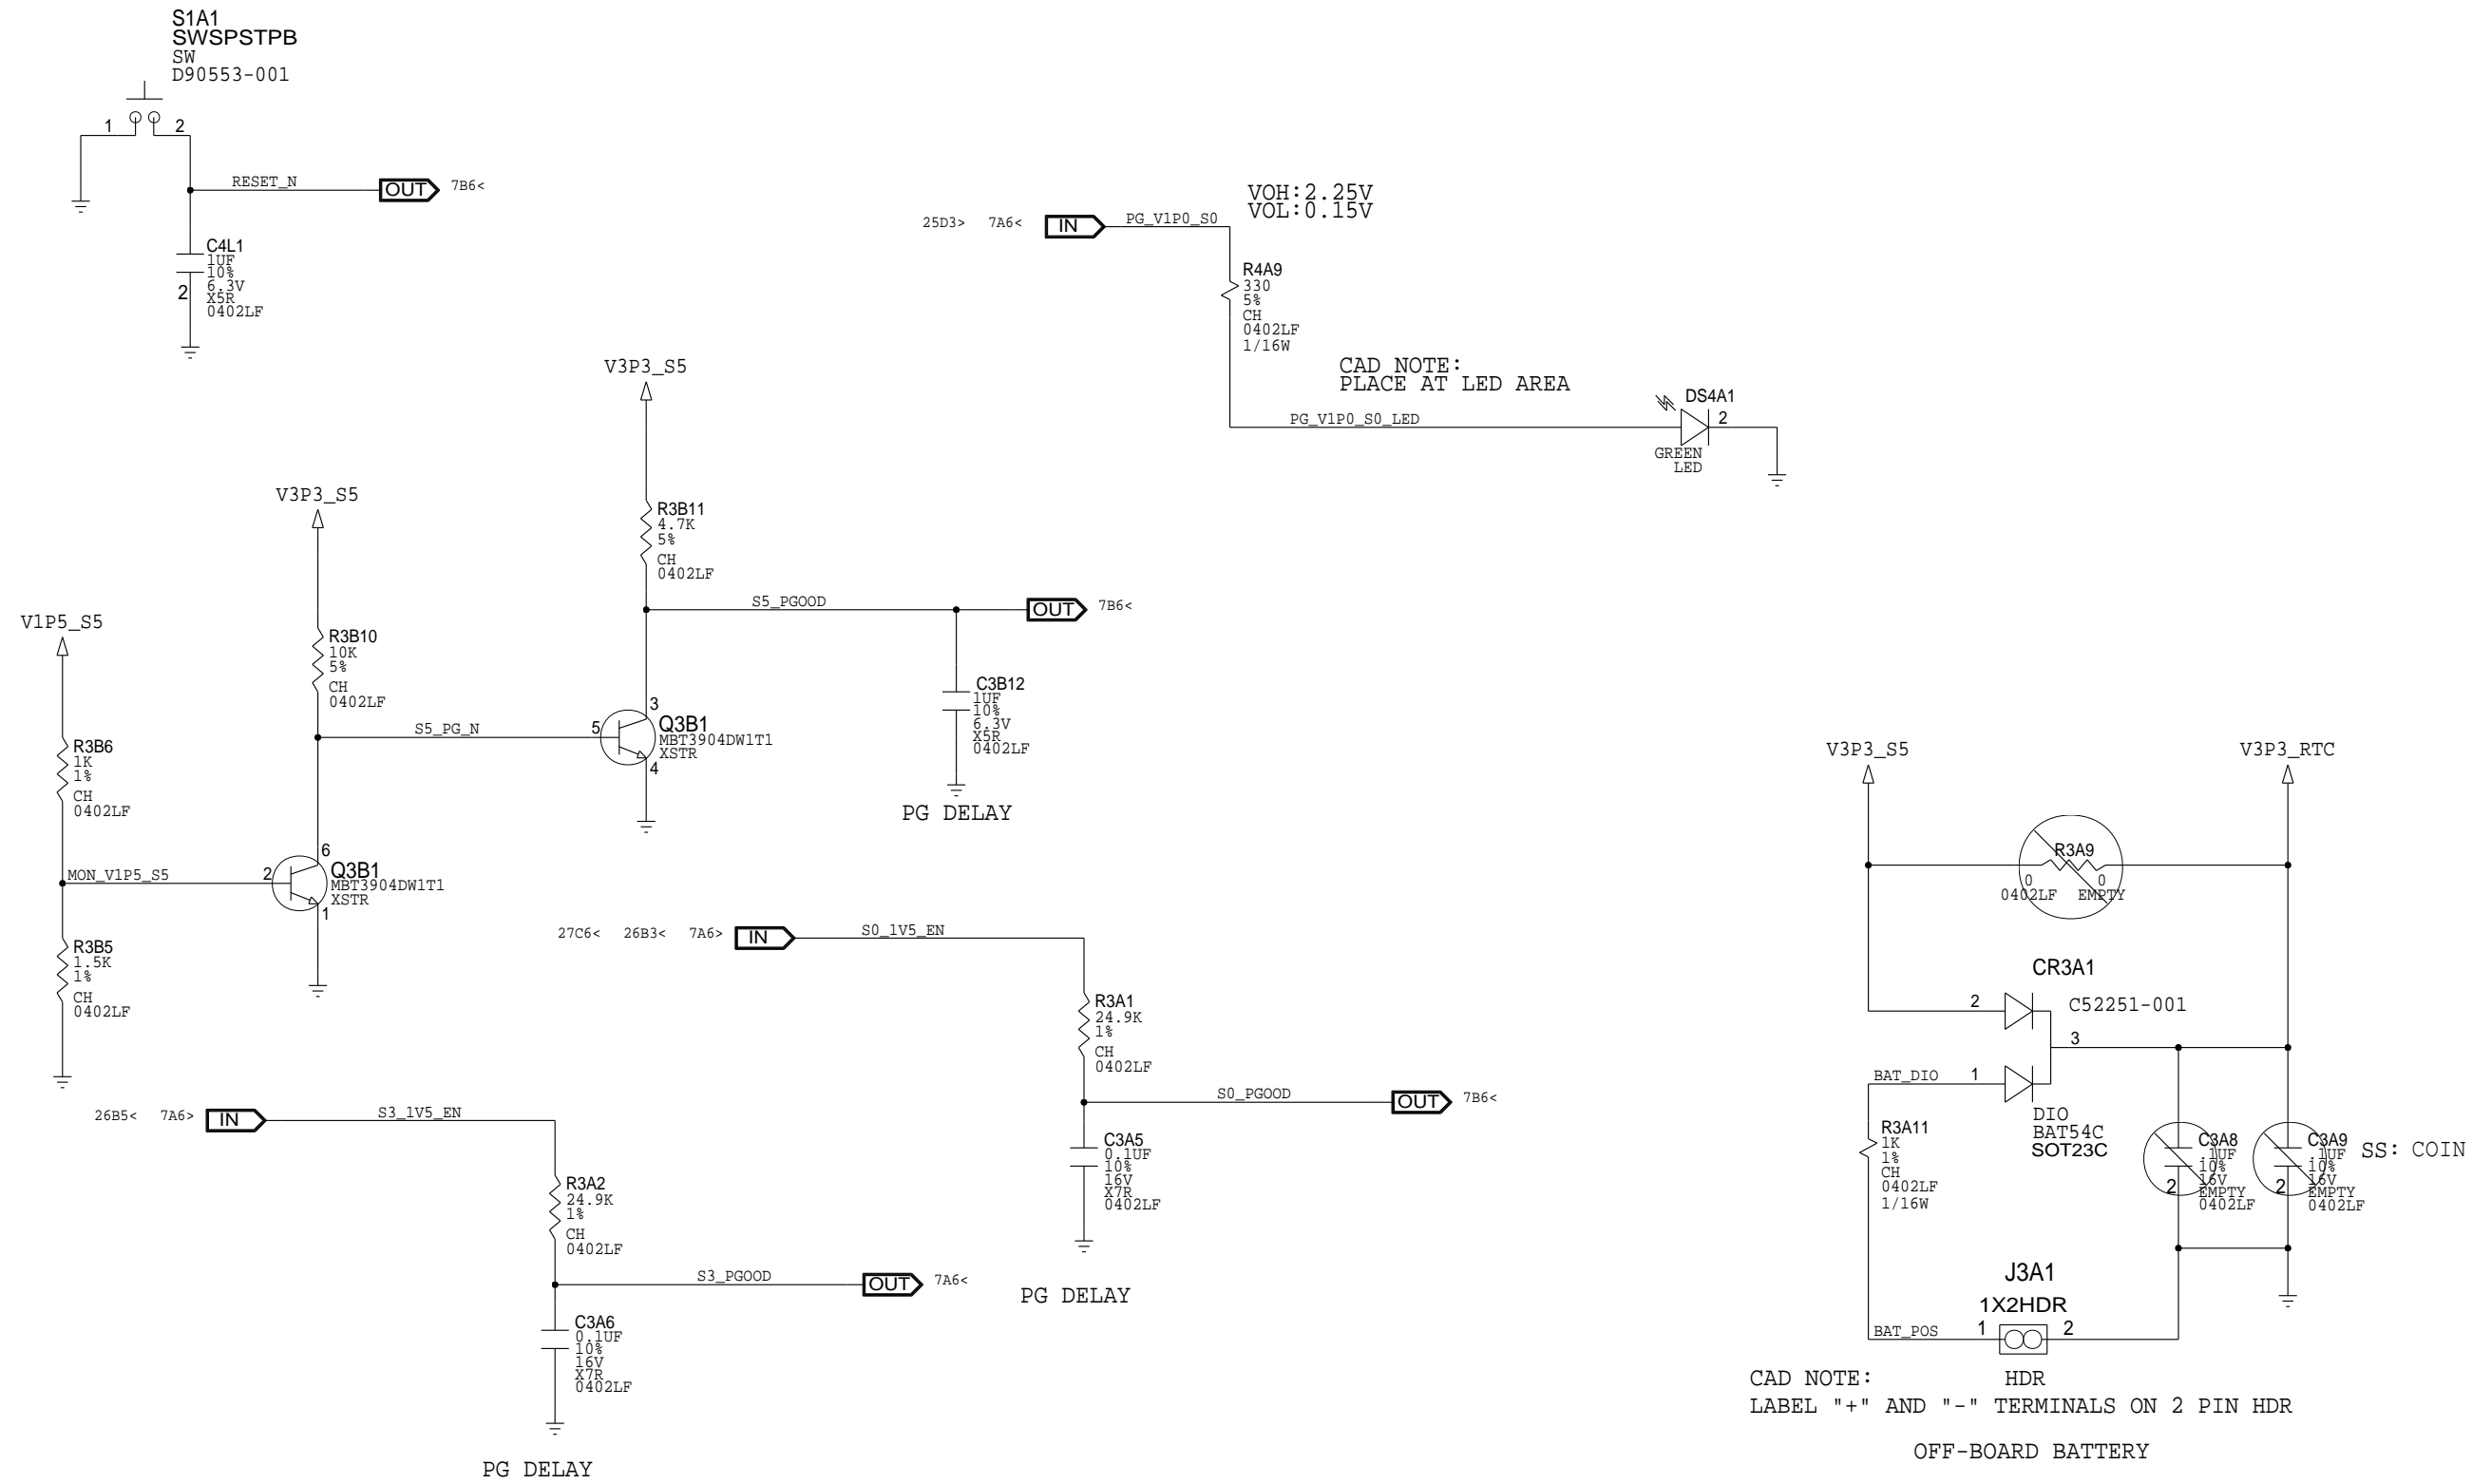 S1A1
SWSPSTPB
SW
D90553-001
1
2
RESET_N
OUT
7B6<
C4L1
1UF
10%
6.3V
X5R
0402LF
2
VOH:2.25V
VOL:0.15V
25D3>
7A6<
IN
PG_V1P0_S0
R4A9
330
5%
CH
0402LF
1/16W
CAD NOTE:
PLACE AT LED AREA
PG_V1P0_S0_LED
DS4A1
2
GREEN
LED
V3P3_S5
R3B11
4.7K
5%
CH
0402LF
V3P3_S5
R3B10
10K
5%
CH
0402LF
S5_PGOOD
OUT
7B6<
C3B12
1UF
10%
6.3V
X5R
0402LF
PG DELAY
S5_PG_N
5
3
Q3B1
MBT3904DW1T1
XSTR
4
V1P5_S5
R3B6
1K
1%
CH
0402LF
MON_V1P5_S5
2
6
Q3B1
MBT3904DW1T1
XSTR
1
R3B5
1.5K
1%
CH
0402LF
27C6<
26B3<
7A6>
IN
S0_1V5_EN
R3A1
24.9K
1%
CH
0402LF
S0_PGOOD
OUT
7B6<
C3A5
0.1UF
10%
16V
X7R
0402LF
PG DELAY
26B5<
7A6>
IN
S3_1V5_EN
R3A2
24.9K
1%
CH
0402LF
S3_PGOOD
OUT
7A6<
C3A6
0.1UF
10%
16V
X7R
0402LF
PG DELAY
V3P3_S5
V3P3_RTC
R3A9
0
0
0402LF
EMPTY
CR3A1
2
C52251-001
3
BAT_DIO
1
DIO
BAT54C
SOT23C
R3A11
1K
1%
CH
0402LF
1/16W
C3A8
.1UF
10%
16V
2
EMPTY
0402LF
C3A9
.1UF
10%
16V
2
EMPTY
0402LF
SS: COIN
J3A1
1X2HDR
BAT_POS
1
2
HDR
CAD NOTE:
LABEL "+" AND "-" TERMINALS ON 2 PIN HDR
OFF-BOARD BATTERY